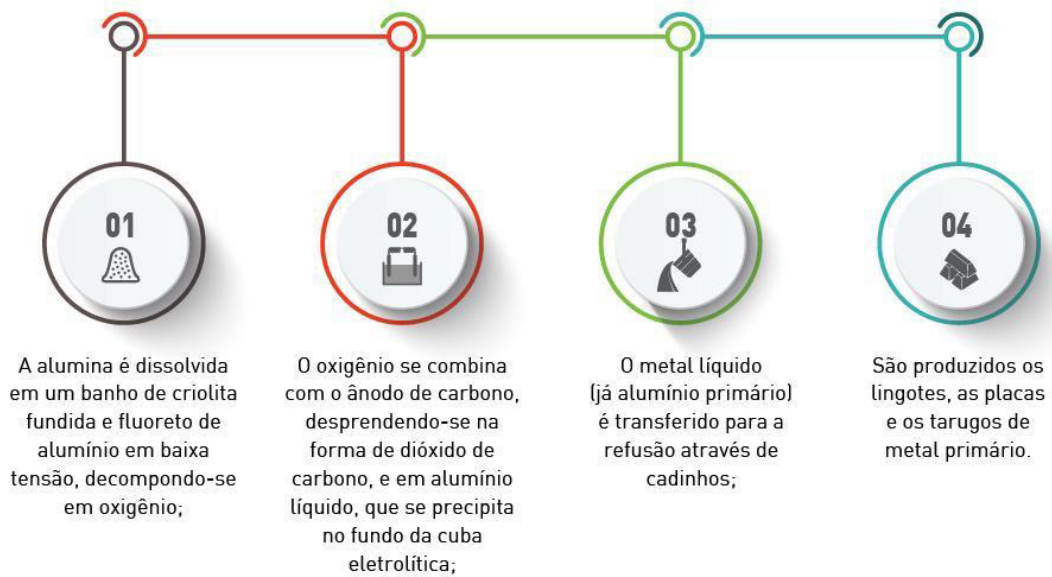 01
A alumina é dissolvida
em um banho de criolita
fundida e fluoreto de
alumínio em baixa
tensão, decompondo-se
em oxigênio;
02
O oxigênio se combina
com o ânodo de carbono,
desprendendo-se na
forma de dióxido de
carbono, e em alumínio
líquido, que se precipita
no fundo da cuba
eletrolítica;
03
O metal líquido
(já alumínio primário)
é transferido para a
refusão através de
cadinhos;
04
São produzidos os
lingotes, as placas
e os tarugos de
metal primário.